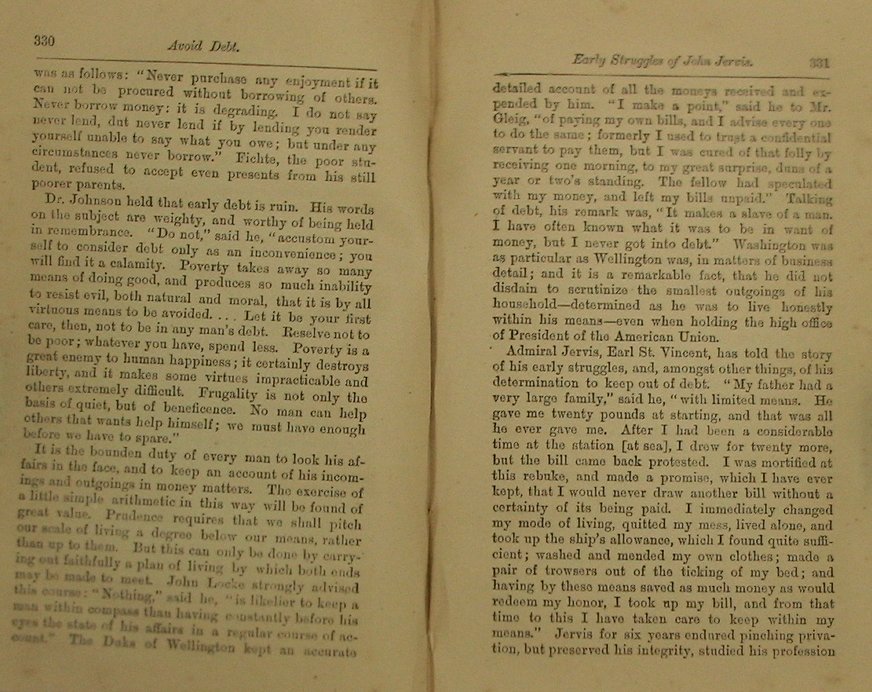 330
Avoid Debt.
was as follows: "Never purchase any enjoyment if it
can not be procured without borrowing of others.
Never borrow money: it is degrading. I do not say
never lend, but never lend if by lending you render
yourself unable to say what you owe; but under any
circumstances never borrow." Fichte, the poor stu-
dent, refused to accept even presents from his still
poorer parents.
Dr. Johnson held that early debt is ruin. His words
on the subject are weighty, and worthy of being held
in remembrance. "Do not," said he, "accustom your-
self to consider debt only as an inconvenience; you
will find it a calamity. Poverty takes away so many
means of doing good, and produces so much inability
to resist evil, both natural and moral, that it is by all
virtuous means to be avoided. . . . Let it be your first
care, then, not to be in any man's debt. Resolve not to
be poor; whatever you have, spend less. Poverty is a
great enemy to human happiness; it certainly destroys
liberty, and it makes some virtues impracticable and
others extremely difficult. Frugality is not only the
basis of quiet, but of beneficence. No man can help
others that wants help himself; we must have enough
before we have to spare."
It is the bounden duty of every man to look his af-
fairs in the face, and to keep an account of his incom-
ings and outgoings in money matters. The exercise of
a little simple arithmetic in this way will be found of
great value. Prudence requires that we shall pitch
our scale of living a degree below our means, rather
than up to them. But this can only be done by carry-
ing out faithfully a plan of living by which both ends
may be made to meet. John Locke strongly advised
this course: "Nothing," said he, "is likelier to keep a
man within compass than having constantly before his
eyes the state of his affairs in a regular course of ac-
count." The Duke of Wellington kept an accurate
Early Struggles of John Jervis.
331
detailed account of all the moneys received and ex-
pended by him. "I make a point," said he to Mr.
Gleig, "of paying my own bills, and I advise every one
to do the same; formerly I used to trust a confidential
servant to pay them, but I was cured of that folly by
receiving one morning, to my great surprise, duns of a
year or two's standing. The fellow had speculated
with my money, and left my bills unpaid." Talking
of debt, his remark was, "It makes a slave of a man.
I have often known what it was to be in want of
money, but I never got into debt." Washington was
as particular as Wellington was, in matters of business
detail; and it is a remarkable fact, that he did not
disdain to scrutinize the smallest outgoings of his
household—determined as he was to live honestly
within his means—even when holding the high office
of President of the American Union.
Admiral Jervis, Earl St. Vincent, has told the story
of his early struggles, and, amongst other things, of his
determination to keep out of debt. "My father had a
very large family," said he, "with limited means. He
gave me twenty pounds at starting, and that was all
he ever gave me. After I had been a considerable
time at the station [at sea], I drew for twenty more,
but the bill came back protested. I was mortified at
this rebuke, and made a promise, which I have ever
kept, that I would never draw another bill without a
certainty of its being paid. I immediately changed
my mode of living, quitted my mess, lived alone, and
took up the ship's allowance, which I found quite suffi-
cient; washed and mended my own clothes; made a
pair of trowsers out of the ticking of my bed; and
having by these means saved as much money as would
redeem my honor, I took up my bill, and from that
time to this I have taken care to keep within my
means." Jervis for six years endured pinching priva-
tion, but preserved his integrity, studied his profession